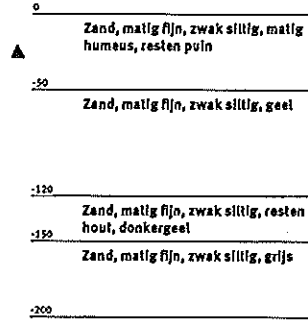 0
Zand, matig fijn, zwak siltig, matig
humeus, resten puin
-50
Zand, matig fijn, zwak siltig, geel
-120
Zand, matig fijn, zwak siltig, resten
hout, donkergeel
-150
Zand, matig fijn, zwak siltig, grijs
-200